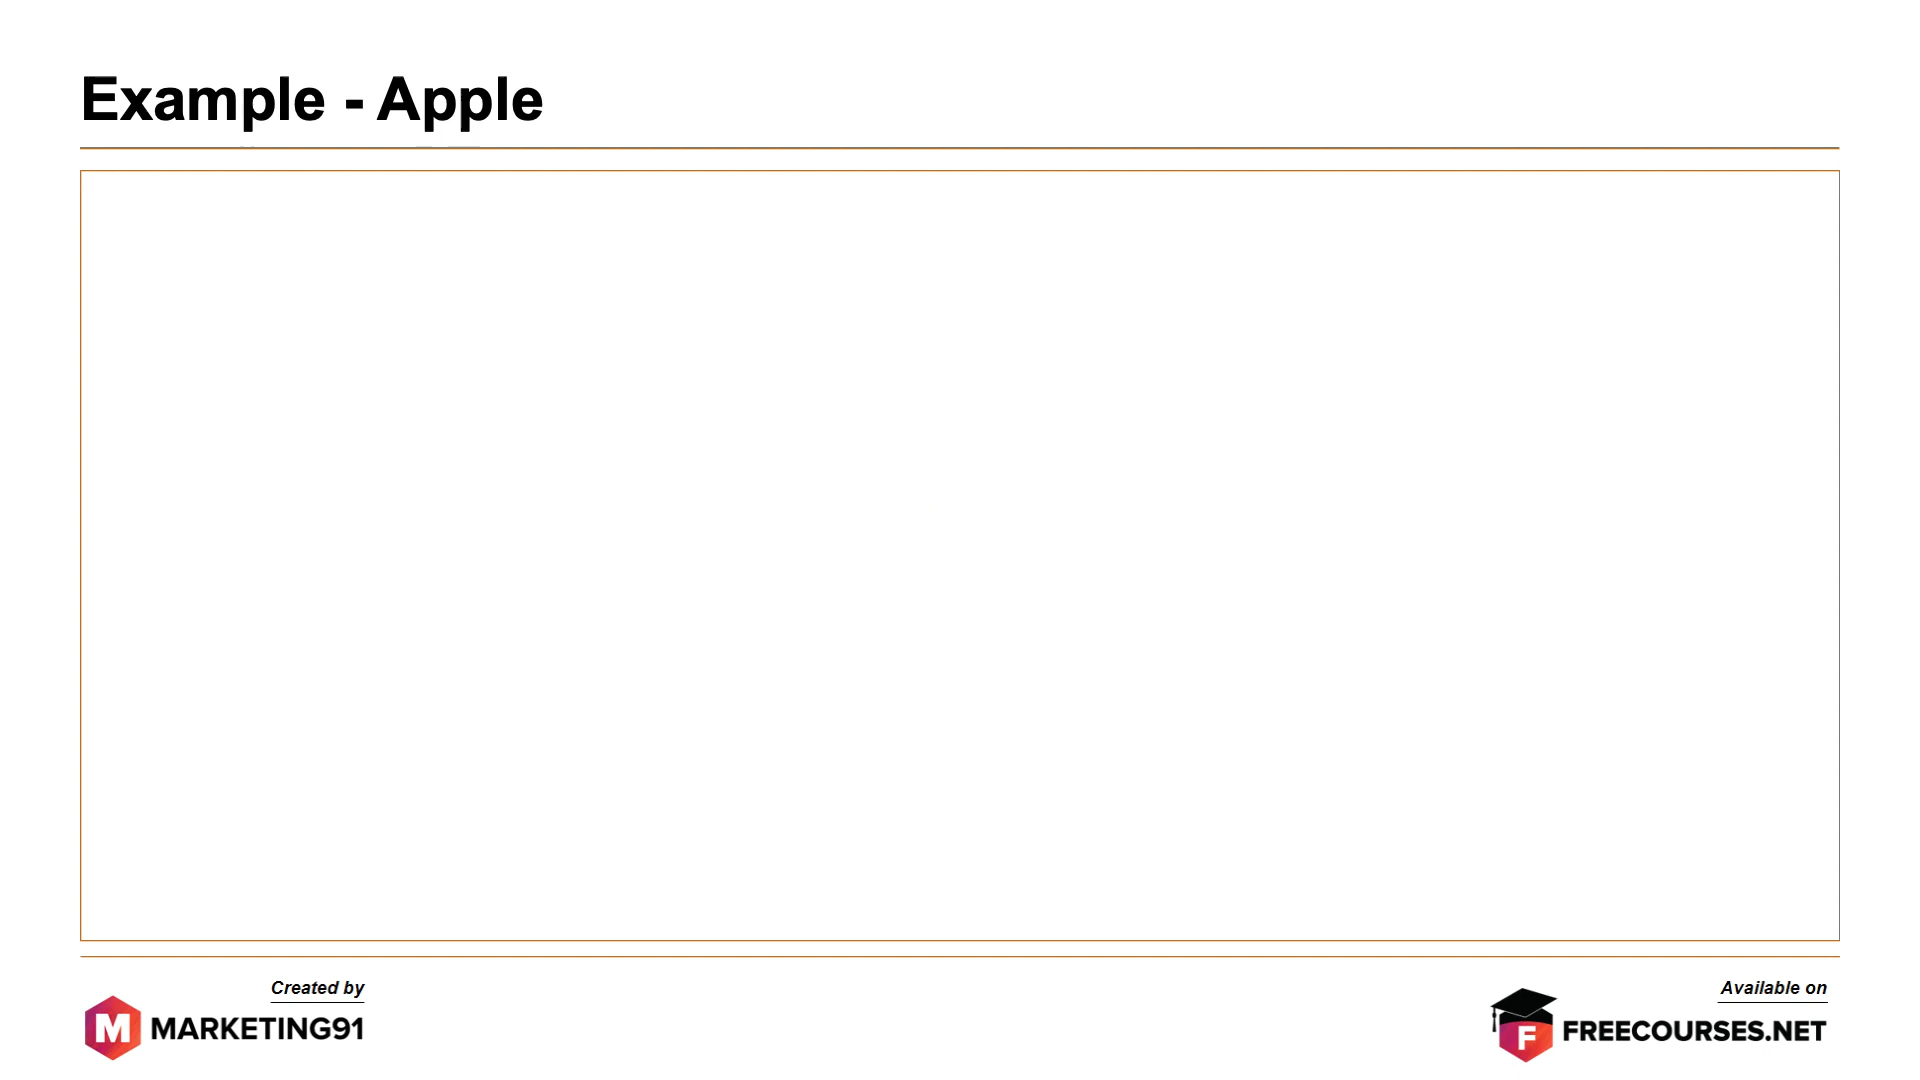 Example - Apple
Created by
M MARKETING91
Available on
F FREECOURSES.NET